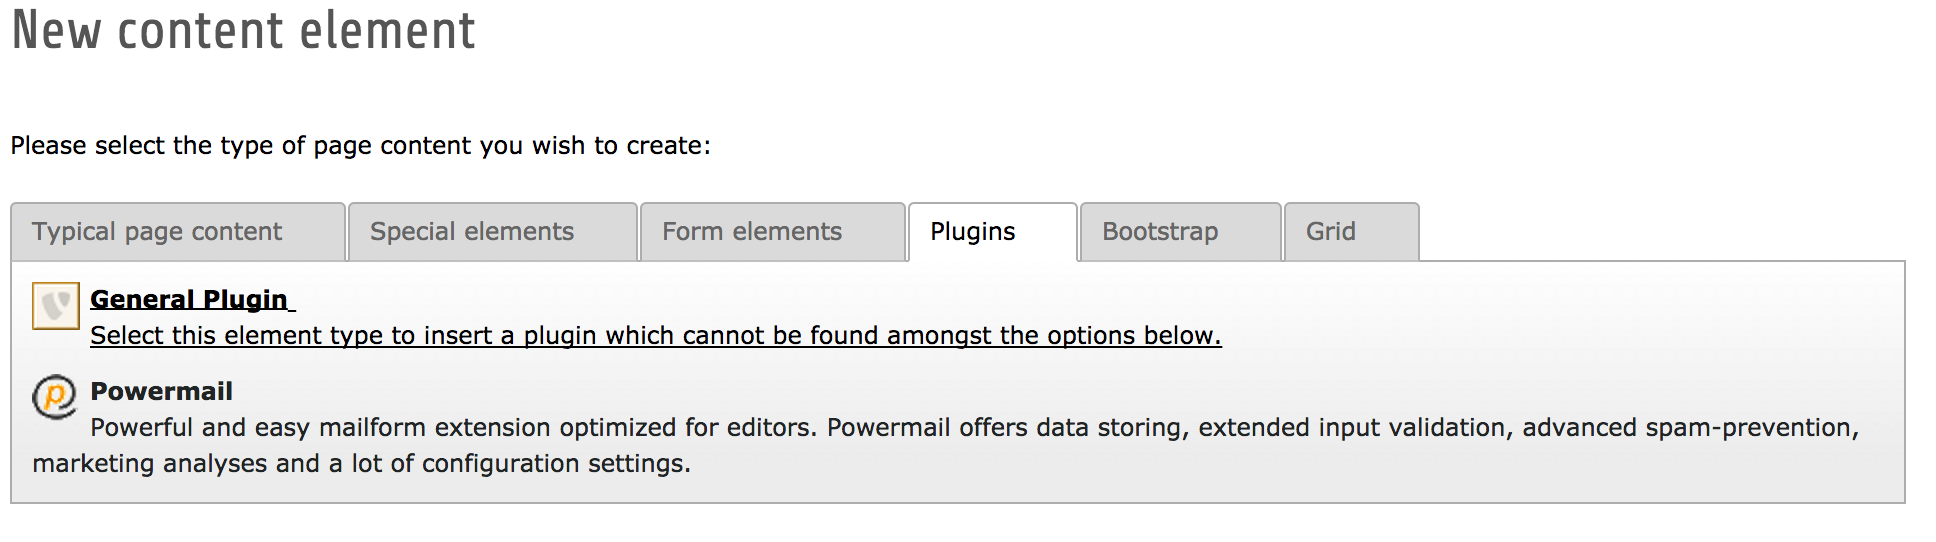 New content element
Please select the type of page content you wish to create:
Typical page content Special elements Form elements Plugins Bootstrap Grid
General Plugin
Select this element type to insert a plugin which cannot be found amongst the options below.
Powermail
Powerful and easy mailform extension optimized for editors. Powermail offers data storing, extended input validation, advanced spam-prevention,
marketing analyses and a lot of configuration settings.